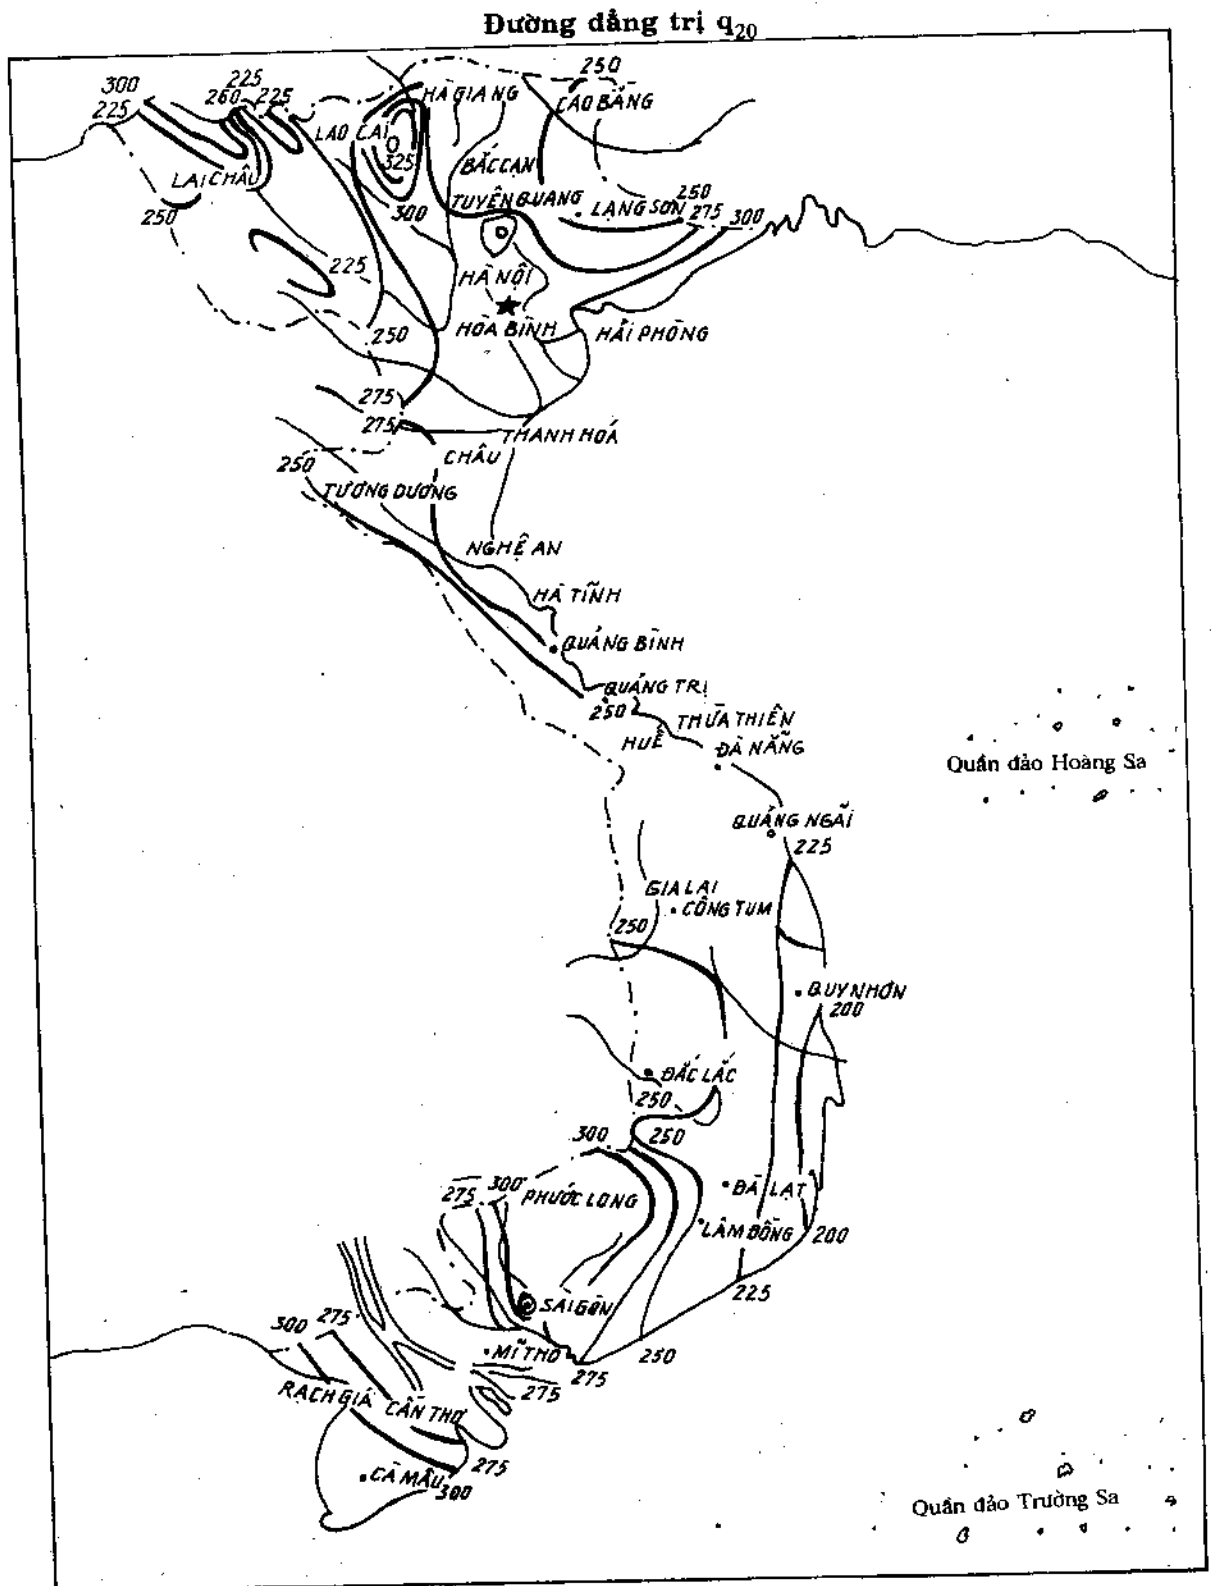 Đường đẳng trị q20
250
300
225
225
260
225
HÀ GIANG
CAO BẰNG
LAO CAI
325
BẮC CẠN
LAI CHÂU
TUYÊN QUANG
250
250
LẠNG SƠN
275
300
300
225
HÀ NỘI
250
HÒA BÌNH
HẢI PHÒNG
275
275
THANH HOÁ
CHÂU
250
TƯƠNG DƯƠNG
NGHỆ AN
HÀ TĨNH
QUẢNG BÌNH
QUẢNG TRỊ
250
THỪA THIÊN
HUẾ
ĐÀ NẴNG
Quần đảo Hoàng Sa
QUẢNG NGÃI
225
GIA LAI
CÔNG TUM
250
QUY NHƠN
200
ĐẮC LẮC
250
250
300
ĐÀ LẠT
275
300
PHƯỚC LONG
LÂM ĐỒNG
200
225
SÀI GÒN
300
275
MĨ THO
250
275
275
RẠCH GIÁ
CẦN THƠ
275
CÀ MÂU
300
Quần đảo Trường Sa